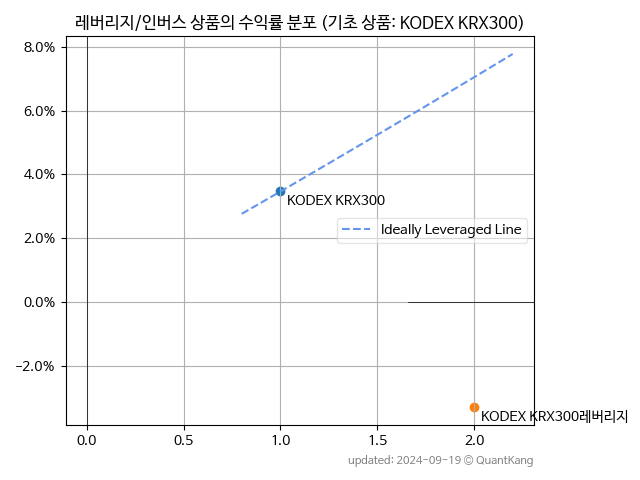 레버리지/인버스 상품의 수익률 분포 (기초 상품: KODEX KRX300)
8.0%
6.0%
4.0%
2.0%
0.0%
−2.0%
KODEX KRX300
Ideally Leveraged Line
KODEX KRX300레버리지
0.0 0.5 1.0 1.5 2.0
updated: 2024-09-19 © QuantKang